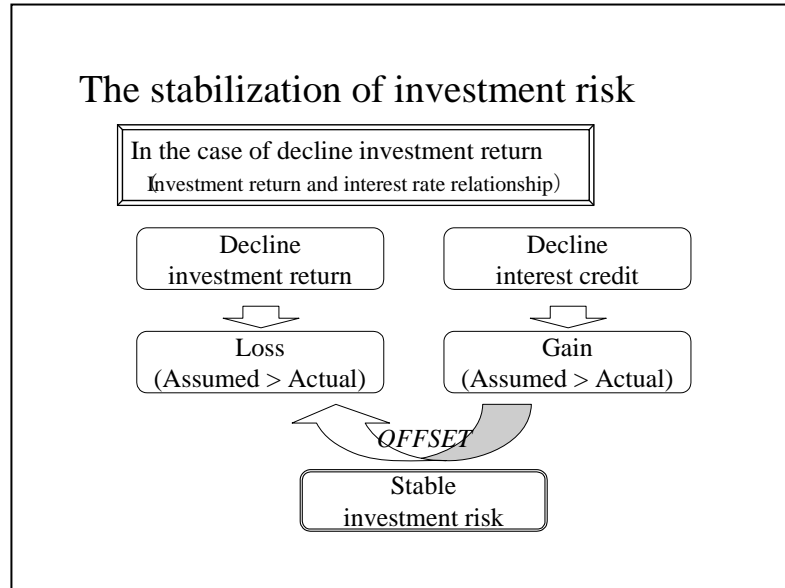 The stabilization of investment risk
In the case of decline investment return
（Investment return and interest rate relationship）
Decline
investment return
Decline
interest credit
Loss
(Assumed > Actual)
Gain
(Assumed > Actual)
OFFSET
Stable
investment risk